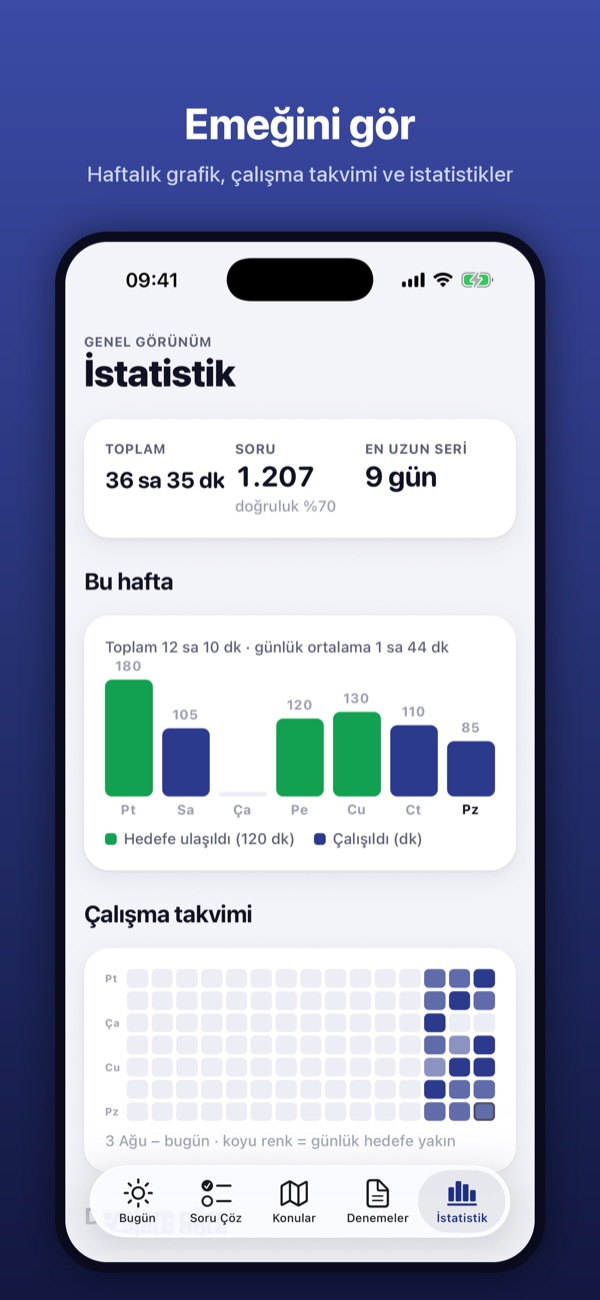 Emeğini gör
Haftalık grafik, çalışma takvimi ve istatistikler
09:41
GENEL GÖRÜNÜM
İstatistik
TOPLAM SORU EN UZUN SERİ
36 sa 35 dk 1.207 9 gün
doğruluk %70
Bu hafta
Toplam 12 sa 10 dk · günlük ortalama 1 sa 44 dk
180 105 120 130 110 85
Pt Sa Ça Pe Cu Ct Pz
Hedefe ulaşıldı (120 dk) Çalışıldı (dk)
Çalışma takvimi
Pt
Ça
Cu
Pz
3 Ağu – bugün · koyu renk = günlük hedefe yakın
Bugün Soru Çöz Konular Denemeler İstatistik